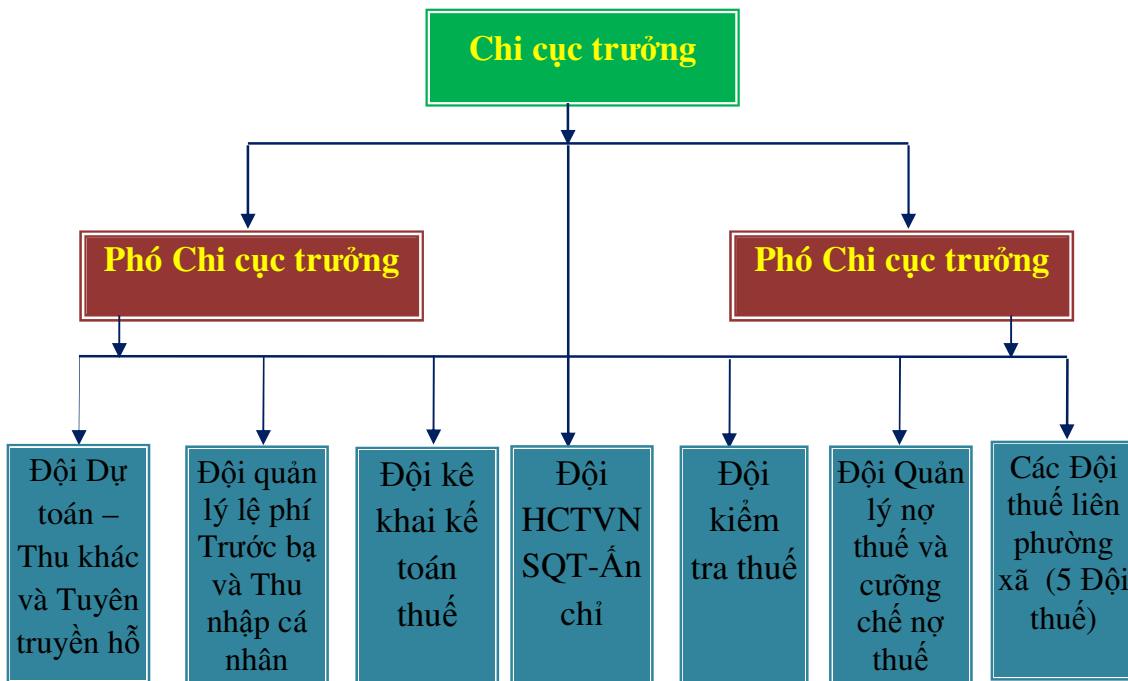 Chi cục trưởng
Phó Chi cục trưởng
Phó Chi cục trưởng
Đội Dự
toán –
Thu khác
và Tuyên
truyền hỗ
Đội quản
lý lệ phí
Trước bạ
và Thu
nhập cá
nhân
Đội kê
khai kế
toán
thuế
Đội
HCTVN
SQT-Ấn
chỉ
Đội
kiểm
tra thuế
Đội Quản
lý nợ
thuế và
cưỡng
chế nợ
thuế
Các Đội
thuế liên
phường
xã (5 Đội
thuế)